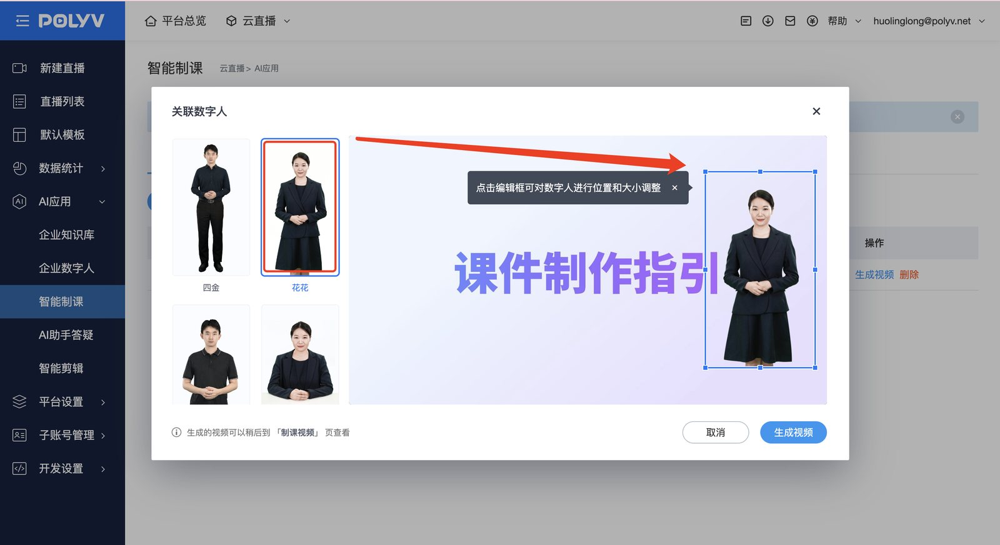 POLYV
平台总览
云直播
帮助
huolinglong@polyv.net
新建直播
直播列表
默认模板
数据统计
AI
AI应用
企业知识库
企业数字人
智能制课
AI助手答疑
智能剪辑
平台设置
子账号管理
开发设置
智能制课
云直播> AI应用
关联数字人
四金
花花
点击编辑框可对数字人进行位置和大小调整
课件制作指引
操作
生成视频 删除
生成的视频可以稍后到「制课视频」页查看
取消
生成视频